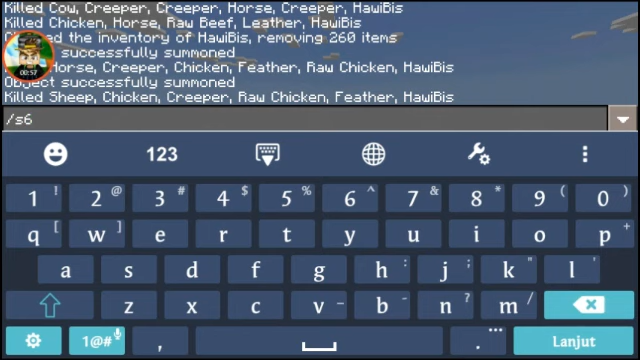 Killed Cow, Creeper, Creeper, Horse, Creeper, HawiBis
Killed Chicken, Horse, Raw Beef, Leather, HawiBis
the inventory of HawiBis, removing 260 items
successfully summoned
Horse, Creeper, Chicken, Feather, Raw Chicken, HawiBis
Object successfully summoned
Killed Sheep, Chicken, Creeper, Raw Chicken, Feather, HawiBis
00:57
/s6
123
1 ! 2 @ 3 # 4 $ 5 % 6 ^ 7 & 8 * 9 ( 0 )
q [ w ] e r t y u i o p +
a s d f g h : j ; k " l '
z x c v – b - n ? m /
1@# , . ... Lanjut